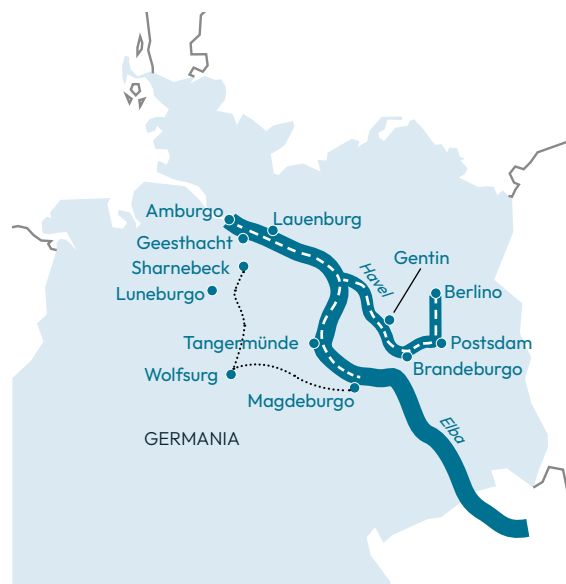 Amburgo
Lauenburg
Geesthacht
Sharnebeck
Luneburgo
Havel
Gentin
Berlino
Tangermünde
Postsdam
Brandeburgo
Wolfsurg
Magdeburgo
Elba
GERMANIA